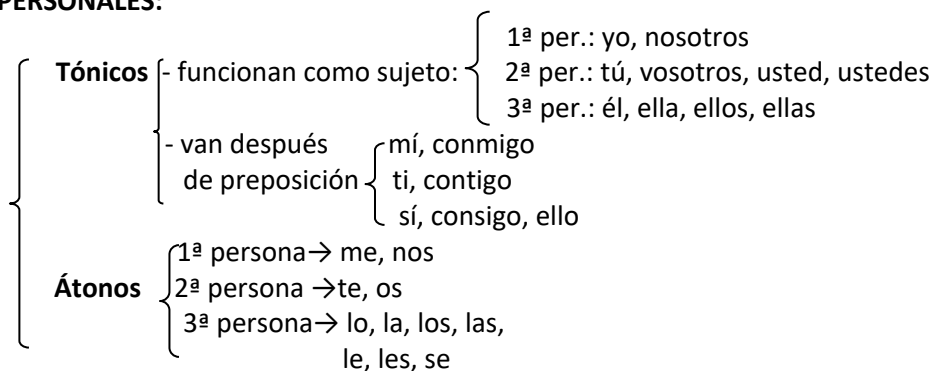 PERSONALES:
1ª per.: yo, nosotros
Tónicos - funcionan como sujeto: 2ª per.: tú, vosotros, usted, ustedes
3ª per.: él, ella, ellos, ellas
- van después mí, conmigo
de preposición ti, contigo
sí, consigo, ello
1ª persona→ me, nos
Átonos 2ª persona →te, os
3ª persona→ lo, la, los, las,
le, les, se